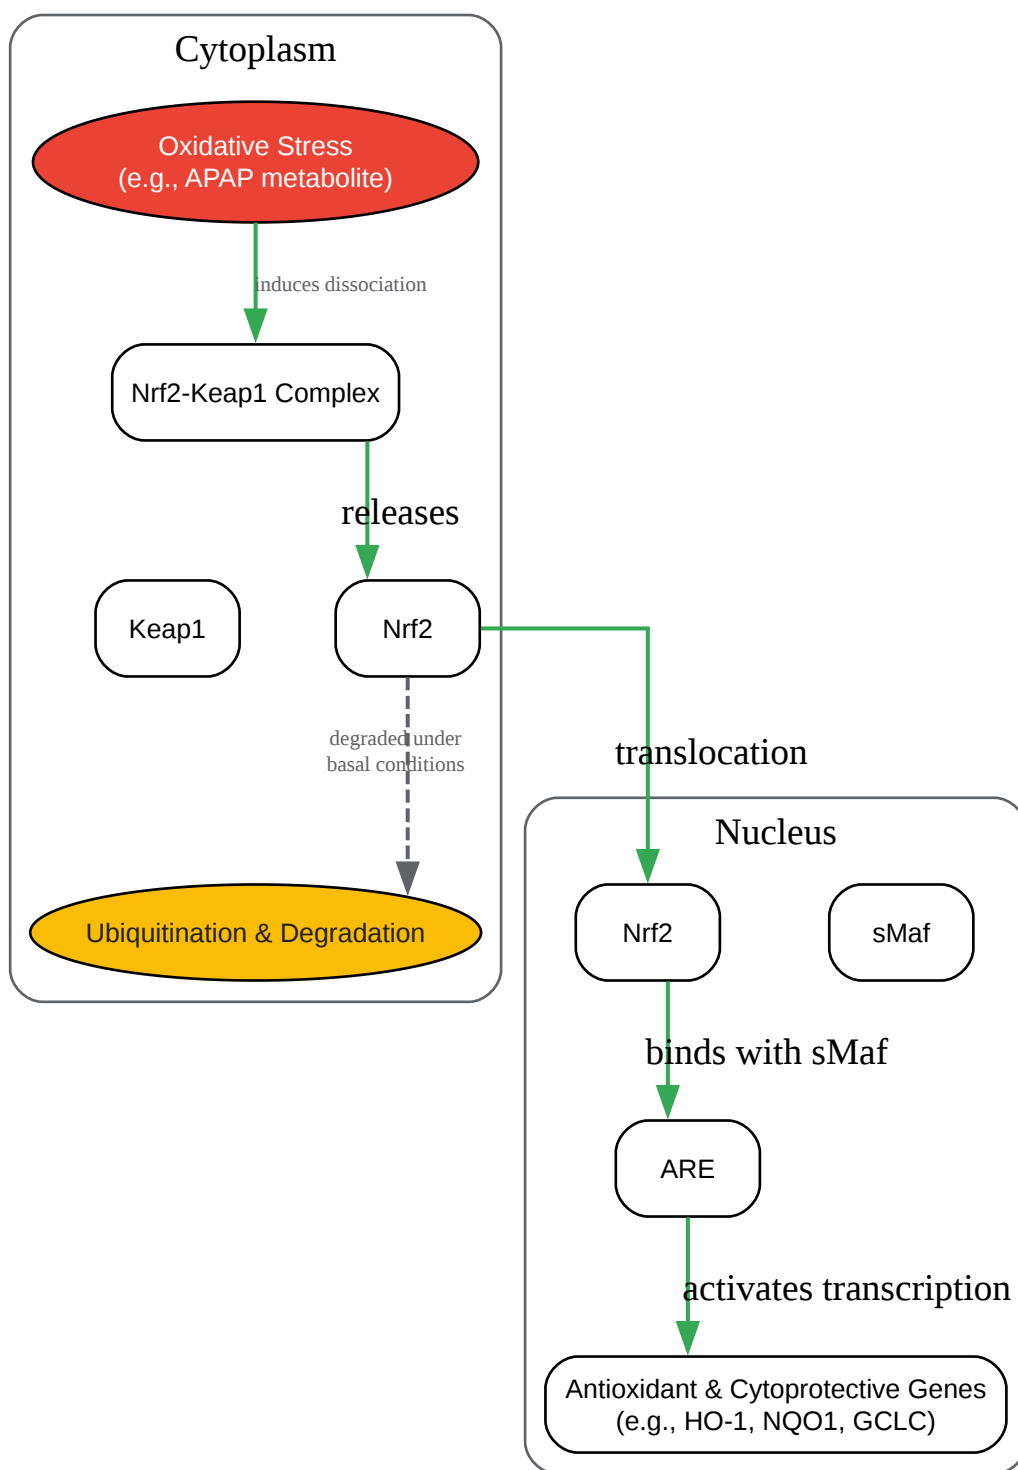 Cytoplasm
Oxidative Stress
(e.g., APAP metabolite)
induces dissociation
Nrf2-Keap1 Complex
releases
Keap1
Nrf2
degraded under
basal conditions
translocation
Nucleus
Ubiquitination & Degradation
Nrf2
sMaf
binds with sMaf
ARE
activates transcription
Antioxidant & Cytoprotective Genes
(e.g., HO-1, NQO1, GCLC)